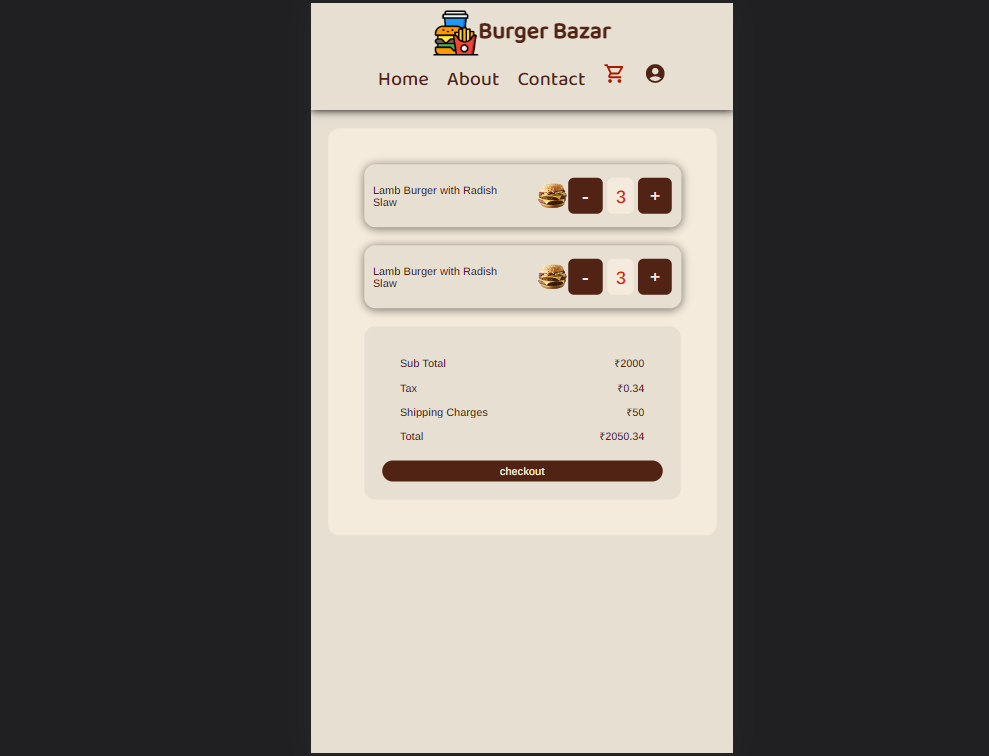 Burger Bazar
Home About Contact
Lamb Burger with Radish
Slaw
- 3 +
Lamb Burger with Radish
Slaw
- 3 +
Sub Total ₹2000
Tax ₹0.34
Shipping Charges ₹50
Total ₹2050.34
checkout